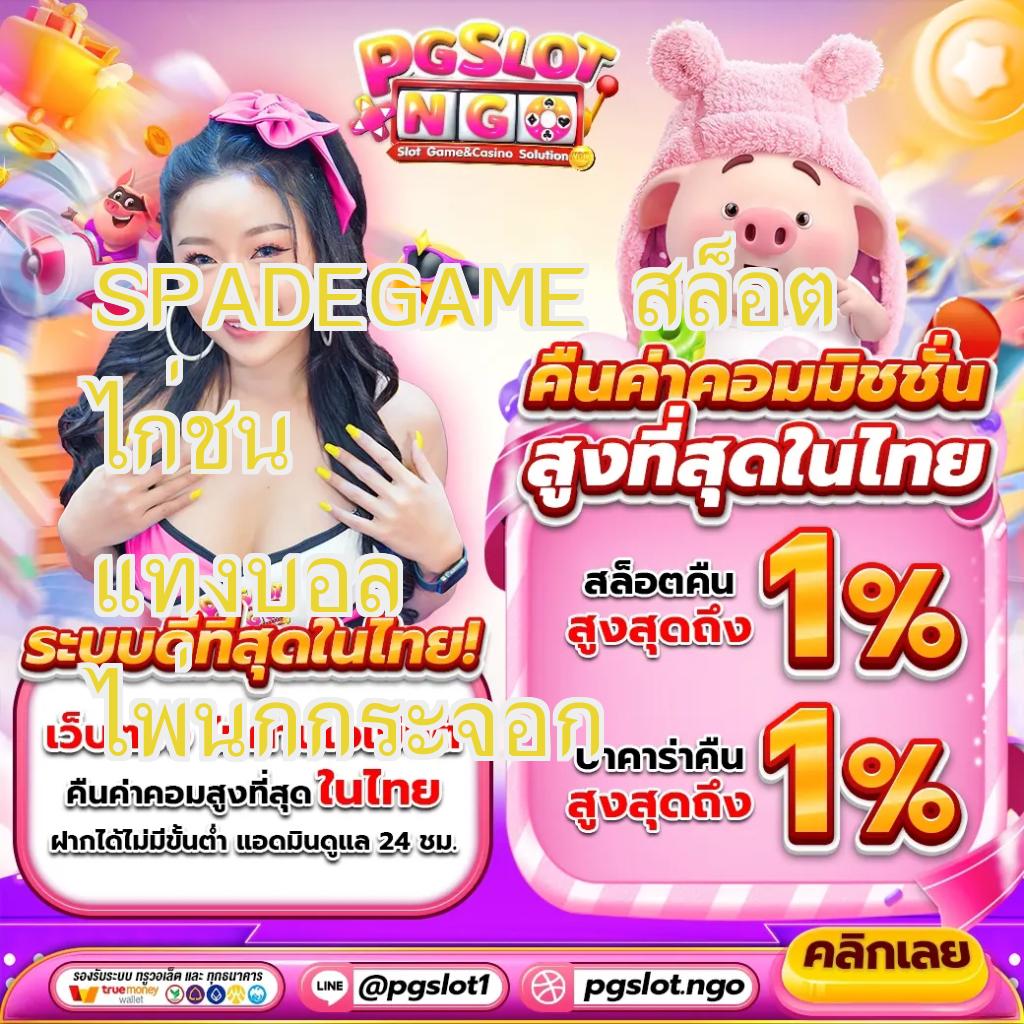 PGSLOT
NGO
Slot Game&Casino Solution
SPADEGAME สล็อต
ไก่ชน
แทงบอล
ไพ่นกกระจอก
ระบบดีที่สุดในไทย!
คืนค่าคอมสูงที่สุด ในไทย
ฝากได้ไม่มีขั้นต่ำ แอดมินดูแล 24 ชม.
คืนค่าคอมมิชชั่น
สูงที่สุดในไทย
สล็อตคืน
สูงสุดถึง
1%
บาคาร่าคืน
สูงสุดถึง
1%
คลิกเลย
รองรับระบบ ทรูวอเล็ต และ ทุกธนาคาร
truemoney
wallet
LINE @pgslot1
pgslot.ngo